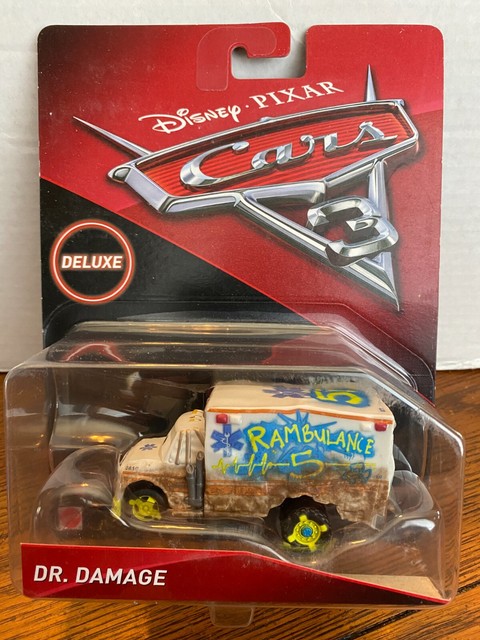 Disney · PIXAR
Cars
3
DELUXE
5
RAMBULANCE
5
DR. DAMAGE